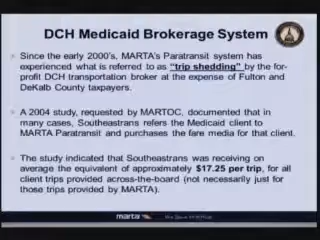 DCH Medicaid Brokerage System
Since the early 2000's, MARTA's Paratransit system has
experienced what is referred to as "trip shedding" by the for-
profit DCH transportation broker at the expense of Fulton and
DeKalb County taxpayers.
A 2004 study, requested by MARTOC, documented that in
many cases, Southeastrans refers the Medicaid client to
MARTA Paratransit and purchases the fare media for that client.
The study indicated that Southeastrans was receiving on
average the equivalent of approximately $17.25 per trip, for all
client trips provided across-the-board (not necessarily just for
those trips provided by MARTA).
marta